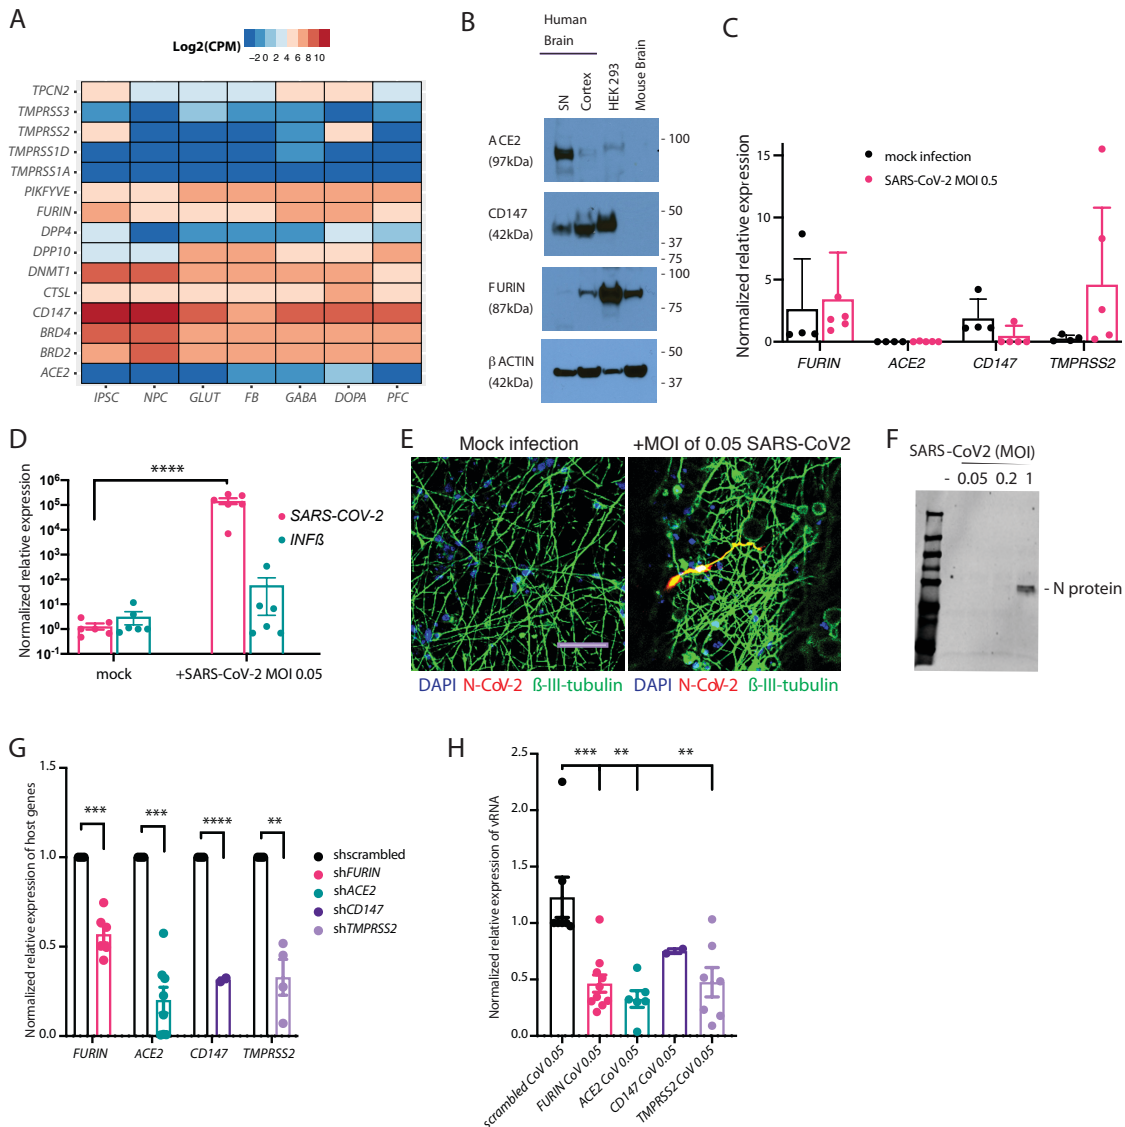 A
Log2(CPM)
−2 0 2 4 6 8 10
TPCN2
TMPRSS3
TMPRSS2
TMPRSS1D
TMPRSS1A
PIKFYVE
FURIN
DPP4
DPP10
DNMT1
CTSL
CD147
BRD4
BRD2
ACE2
IPSC NPC GLUT FB GABA DOPA PFC
B
Human
Brain
SN
Cortex
HEK 293
Mouse Brain
ACE2
(97kDa)
- 100
CD147
(42kDa)
- 50
- 37
- 75
FURIN
(87kDa)
- 100
- 75
β ACTIN
(42kDa)
- 50
- 37
C
Normalized relative expression
15
10
5
0
mock infection
SARS-CoV-2 MOI 0.5
FURIN ACE2 CD147 TMPRSS2
D
Normalized relative expression
10^6
10^5
10^4
10^3
10^2
10^1
10^0
10^-1
****
SARS-COV-2
INFß
mock +SARS-CoV-2 MOI 0.05
E
Mock infection +MOI of 0.05 SARS-CoV2
DAPI N-CoV-2 ß-III-tubulin DAPI N-CoV-2 ß-III-tubulin
F
SARS-CoV2 (MOI)
- 0.05 0.2 1
- N protein
G
Normalized relative expression of host genes
1.5
1.0
0.5
0.0
*** *** **** **
shscrambled
shFURIN
shACE2
shCD147
shTMPRSS2
FURIN ACE2 CD147 TMPRSS2
H
Normalized relative expression of vRNA
2.5
2.0
1.5
1.0
0.5
0.0
*** ** **
scrambled CoV 0.05
FURIN CoV 0.05
ACE2 CoV 0.05
CD147 CoV 0.05
TMPRSS2 CoV 0.05